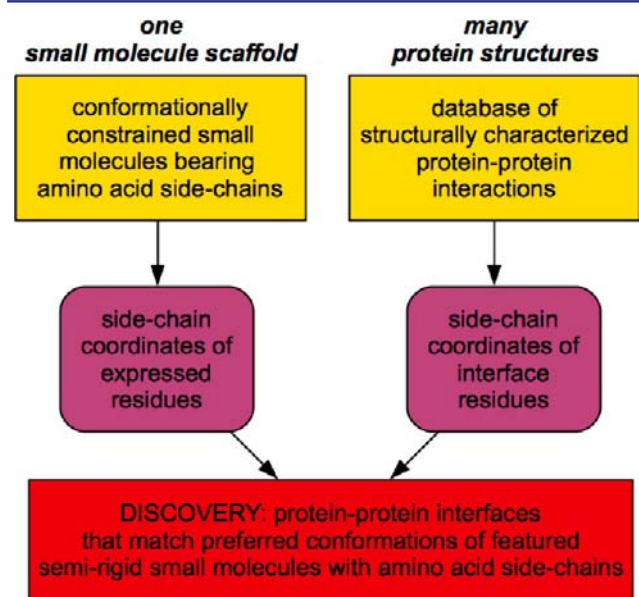 one
small molecule scaffold
many
protein structures
conformationally
constrained small
molecules bearing
amino acid side-chains
database of
structurally characterized
protein-protein
interactions
side-chain
coordinates of
expressed
residues
side-chain
coordinates of
interface
residues
DISCOVERY: protein-protein interfaces
that match preferred conformations of featured
semi-rigid small molecules with amino acid side-chains